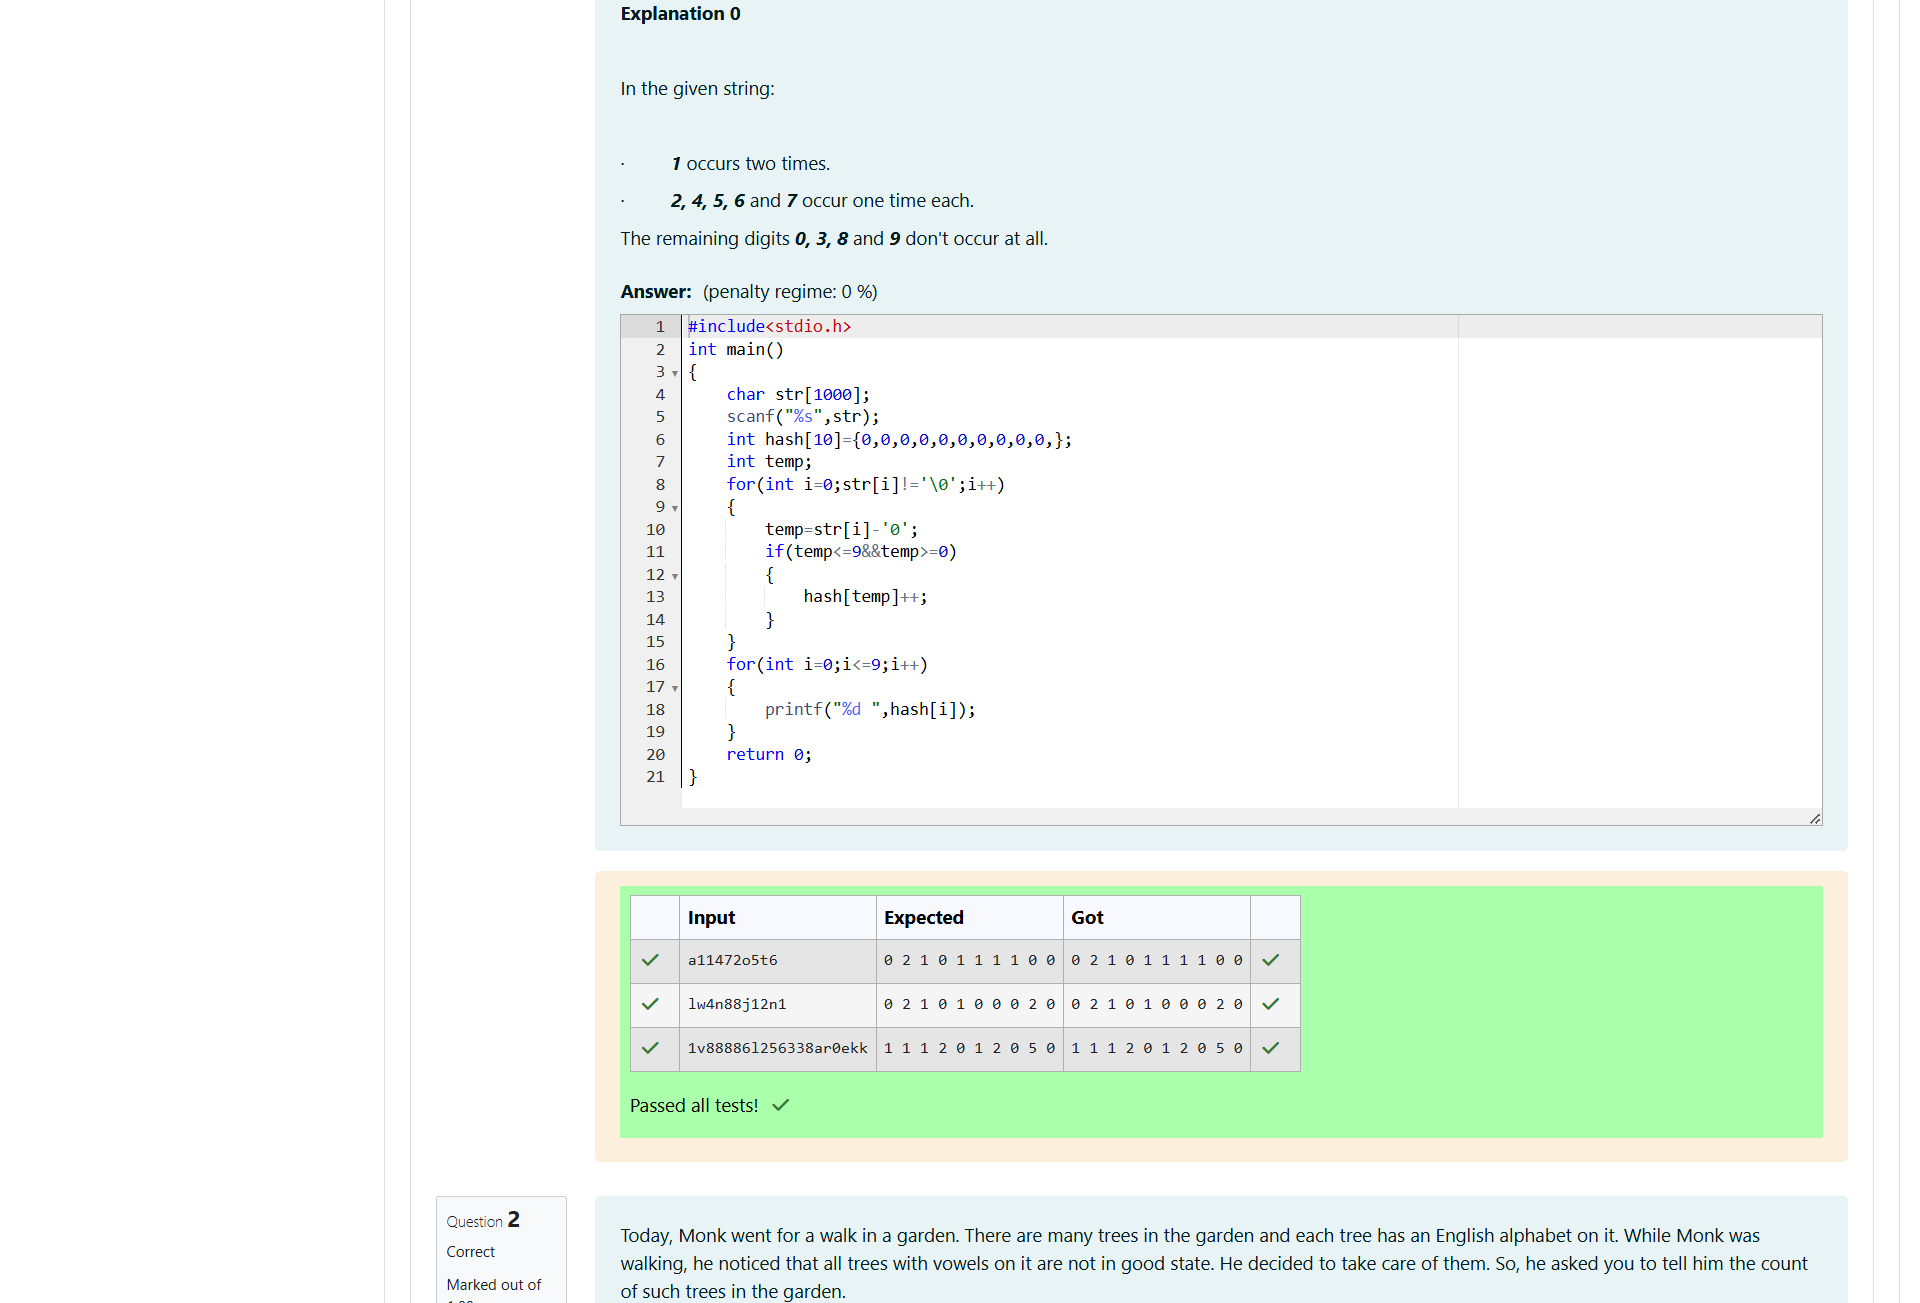 Explanation 0
In the given string:
· 1 occurs two times.
· 2, 4, 5, 6 and 7 occur one time each.
The remaining digits 0, 3, 8 and 9 don't occur at all.
Answer: (penalty regime: 0 %)
1 #include<stdio.h>
2 int main()
3 {
4 char str[1000];
5 scanf("%s",str);
6 int hash[10]={0,0,0,0,0,0,0,0,0,0,};
7 int temp;
8 for(int i=0;str[i]!='\0';i++)
9 {
10 temp=str[i]-'0';
11 if(temp<=9&&temp>=0)
12 {
13 hash[temp]++;
14 }
15 }
16 for(int i=0;i<=9;i++)
17 {
18 printf("%d ",hash[i]);
19 }
20 return 0;
21 }
Input Expected Got
a11472o5t6 0 2 1 0 1 1 1 1 0 0 0 2 1 0 1 1 1 1 0 0
lw4n88j12n1 0 2 1 0 1 0 0 0 2 0 0 2 1 0 1 0 0 0 2 0
1v88886l256338ar0ekk 1 1 1 2 0 1 2 0 5 0 1 1 1 2 0 1 2 0 5 0
Passed all tests!
Question 2
Correct
Marked out of
Today, Monk went for a walk in a garden. There are many trees in the garden and each tree has an English alphabet on it. While Monk was
walking, he noticed that all trees with vowels on it are not in good state. He decided to take care of them. So, he asked you to tell him the count
of such trees in the garden.